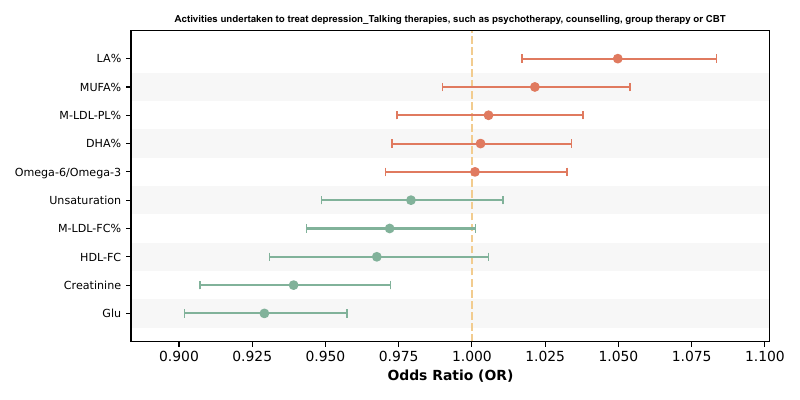 Activities undertaken to treat depression_Talking therapies, such as psychotherapy, counselling, group therapy or CBT
LA%
MUFA%
M-LDL-PL%
DHA%
Omega-6/Omega-3
Unsaturation
M-LDL-FC%
HDL-FC
Creatinine
Glu
0.900 0.925 0.950 0.975 1.000 1.025 1.050 1.075 1.100
Odds Ratio (OR)